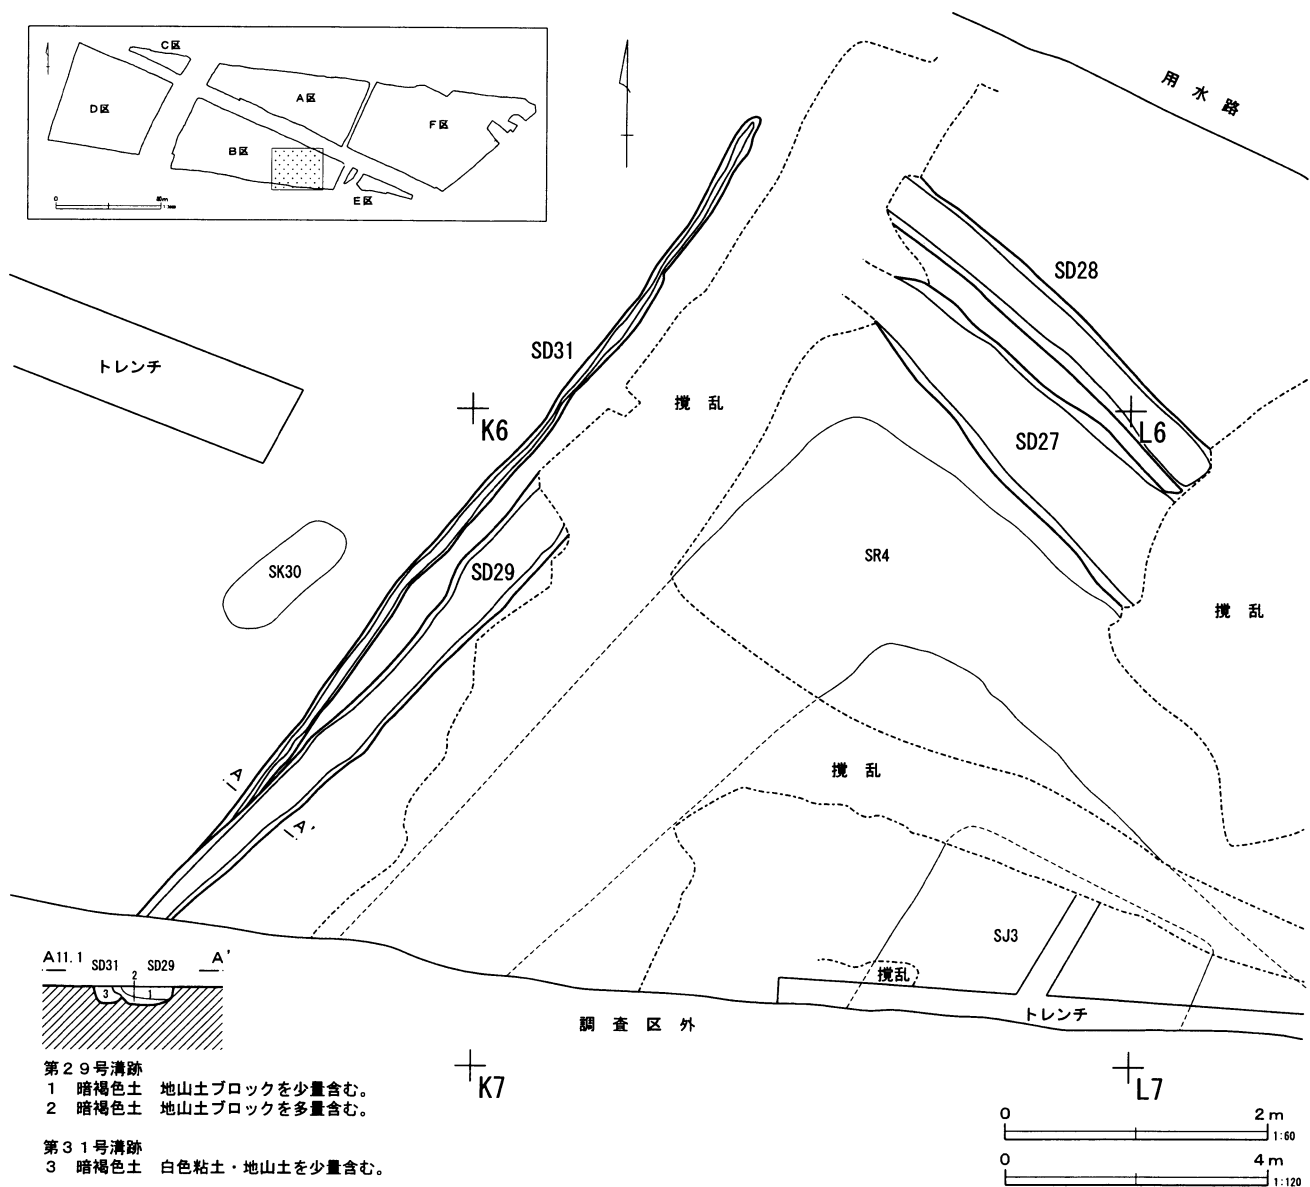 C区
D区
A区
F区
B区
E区
0 80m
用水路
SD28
トレンチ
SD31
K6
攪乱
SD27
L6
SK30
SD29
SR4
攪乱
A
A'
攪乱
SJ3
攪乱
トレンチ
調査区外
A11.1 SD31 SD29 A'
2
3 1
第29号溝跡
1 暗褐色土 地山土ブロックを少量含む。
2 暗褐色土 地山土ブロックを多量含む。
第31号溝跡
3 暗褐色土 白色粘土・地山土を少量含む。
K7
L7
0 2m
1:60
0 4m
1:120